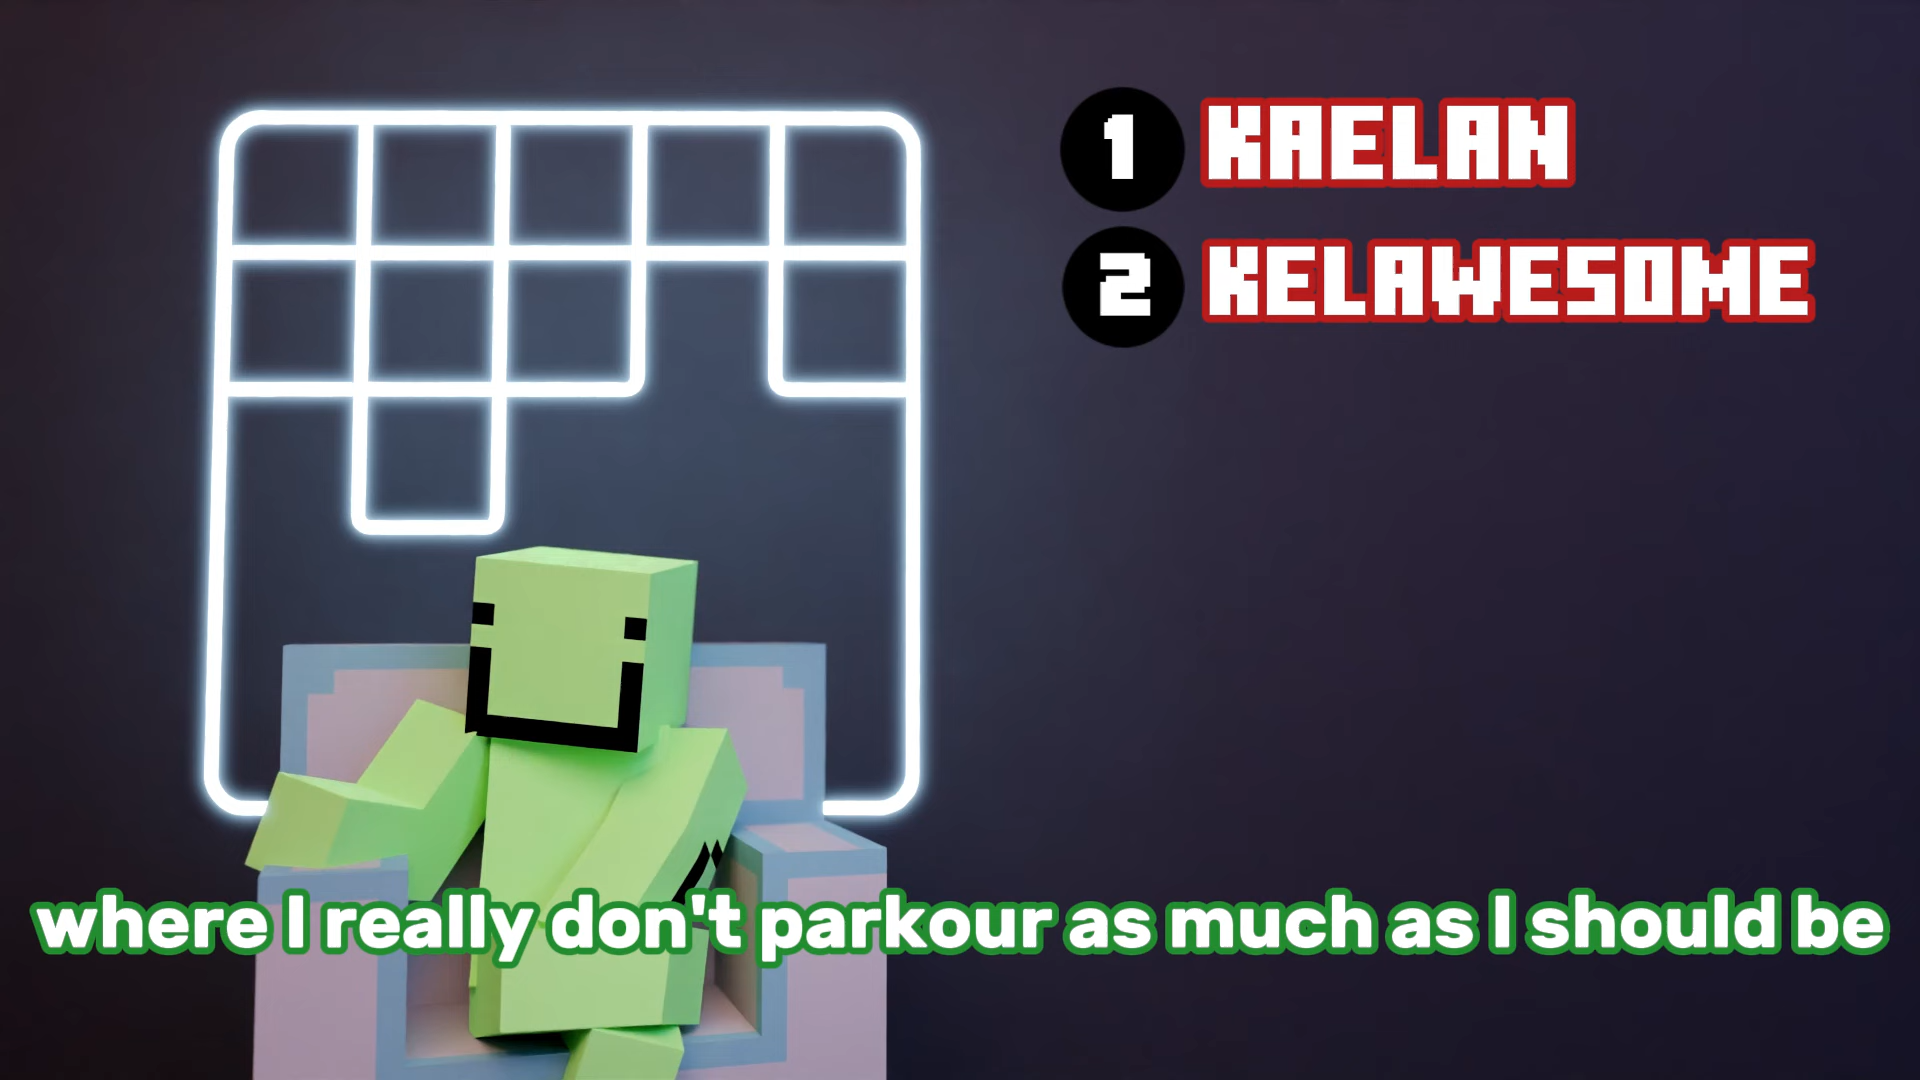 1 KAELAN
2 KELAWESOME
where I really don't parkour as much as I should be